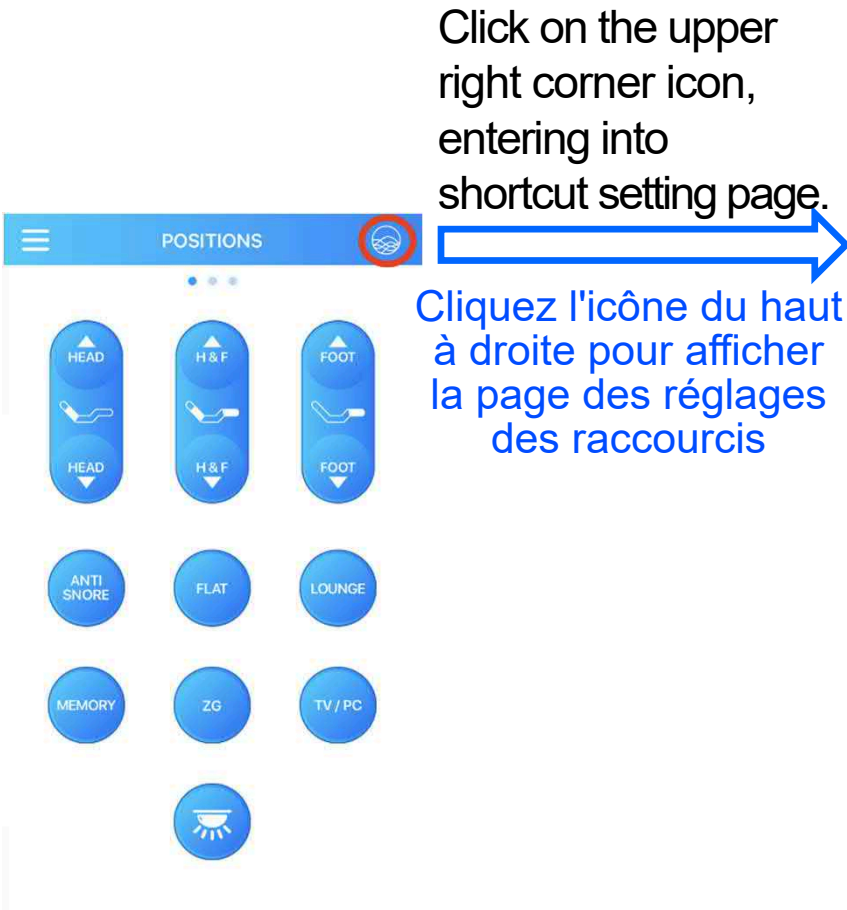 Click on the upper
right corner icon,
entering into
shortcut setting page.
POSITIONS
Cliquez l'icône du haut
à droite pour afficher
la page des réglages
des raccourcis
HEAD
H & F
FOOT
HEAD
H & F
FOOT
ANTI
SNORE
FLAT
LOUNGE
MEMORY
ZG
TV / PC